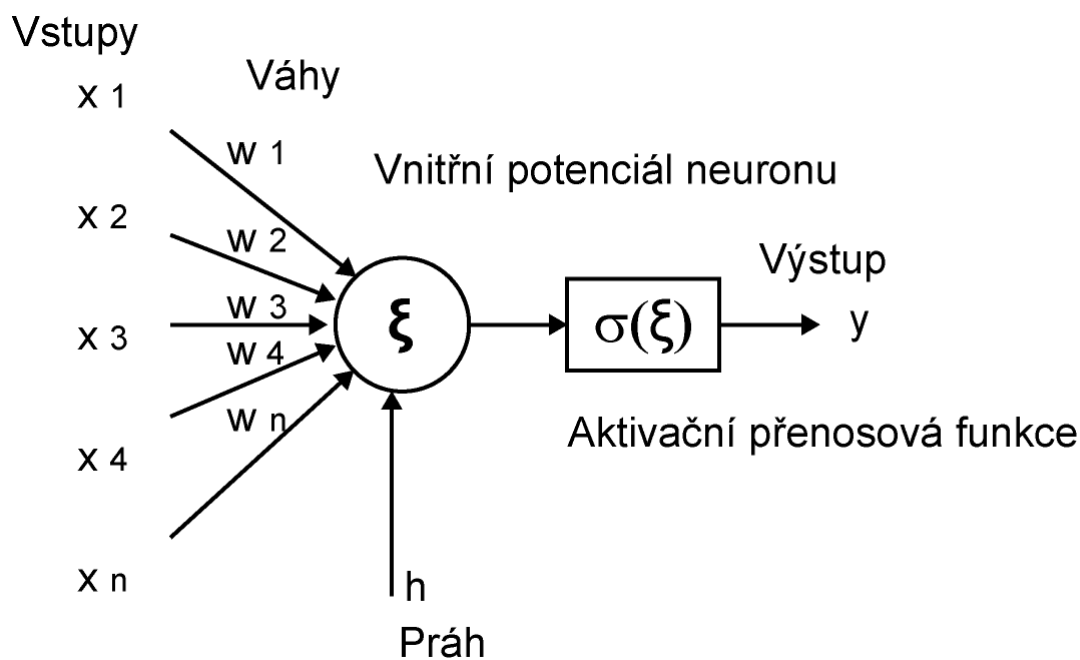 Vstupy
Váhy
x 1
w 1
Vnitřní potenciál neuronu
x 2
w 2
Výstup
w 3
ξ
σ(ξ)
y
x 3
w 4
w n
Aktivační přenosová funkce
x 4
x n
h
Práh